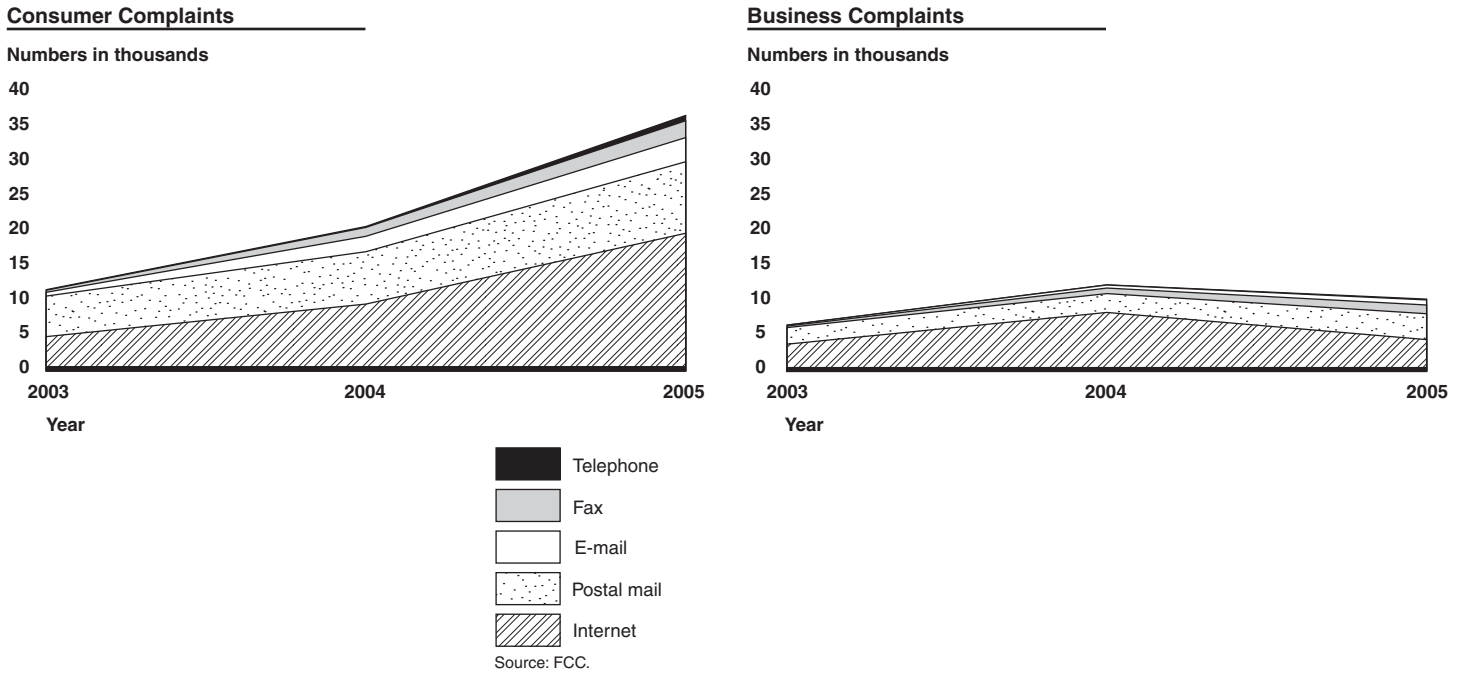 Consumer Complaints
Numbers in thousands
40
35
30
25
20
15
10
5
0
2003 2004 2005
Year
Business Complaints
Numbers in thousands
40
35
30
25
20
15
10
5
0
2003 2004 2005
Year
Telephone
Fax
E-mail
Postal mail
Internet
Source: FCC.